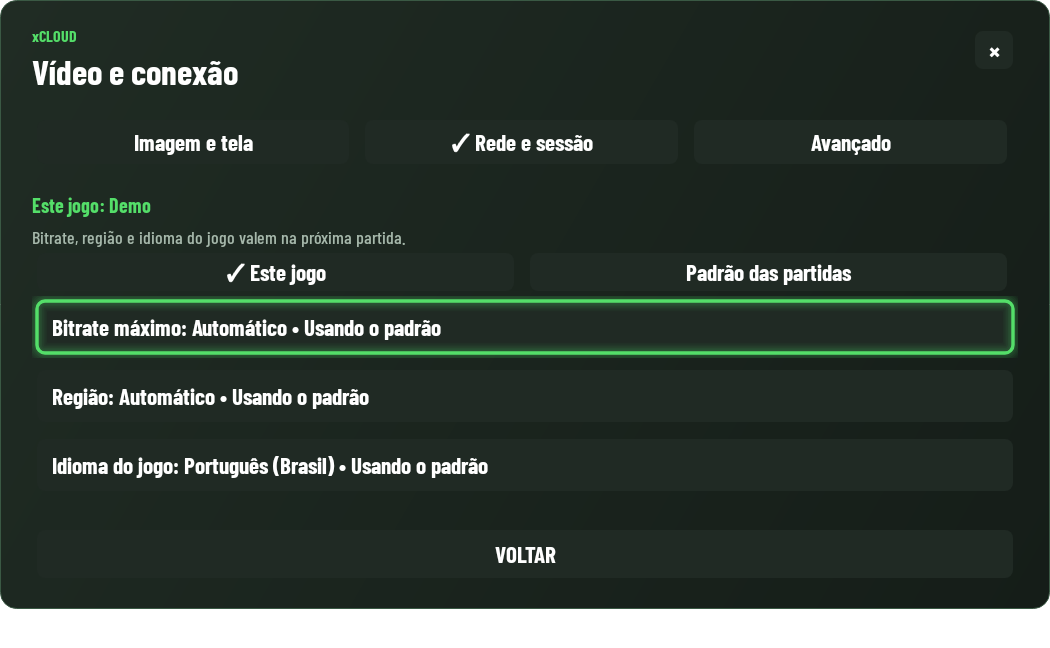 xCLOUD
Vídeo e conexão
×
Imagem e tela
✓ Rede e sessão
Avançado
Este jogo: Demo
Bitrate, região e idioma do jogo valem na próxima partida.
✓ Este jogo
Padrão das partidas
Bitrate máximo: Automático • Usando o padrão
Região: Automático • Usando o padrão
Idioma do jogo: Português (Brasil) • Usando o padrão
VOLTAR